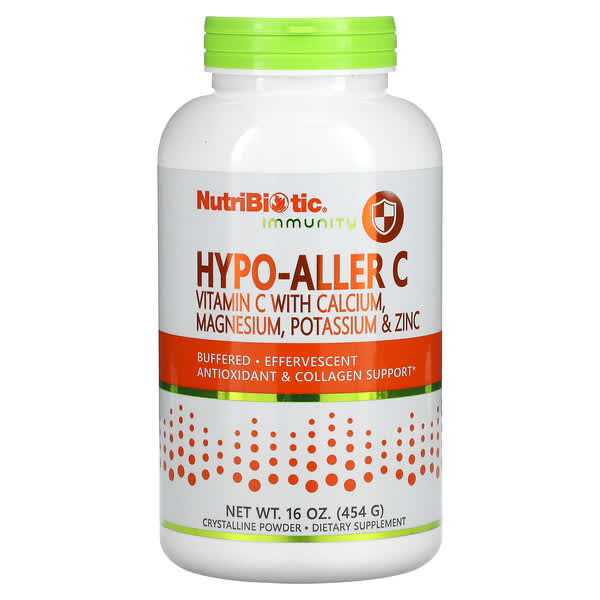 NutriBiotic®
immunity
HYPO-ALLER C
VITAMIN C WITH CALCIUM,
MAGNESIUM, POTASSIUM & ZINC
BUFFERED • EFFERVESCENT
ANTIOXIDANT & COLLAGEN SUPPORT†
NET WT. 16 OZ. (454 G)
CRYSTALLINE POWDER • DIETARY SUPPLEMENT